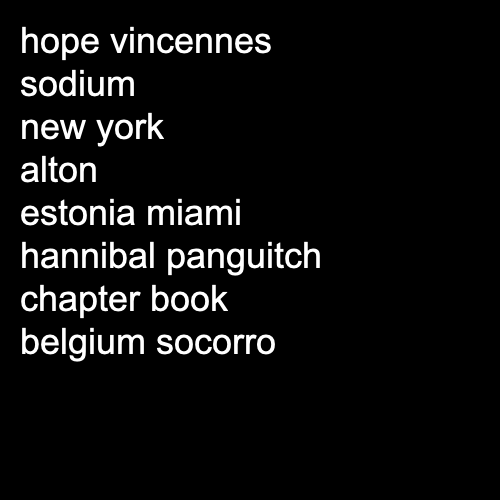 hope vincennes
sodium
new york
alton
estonia miami
hannibal panguitch
chapter book
belgium socorro